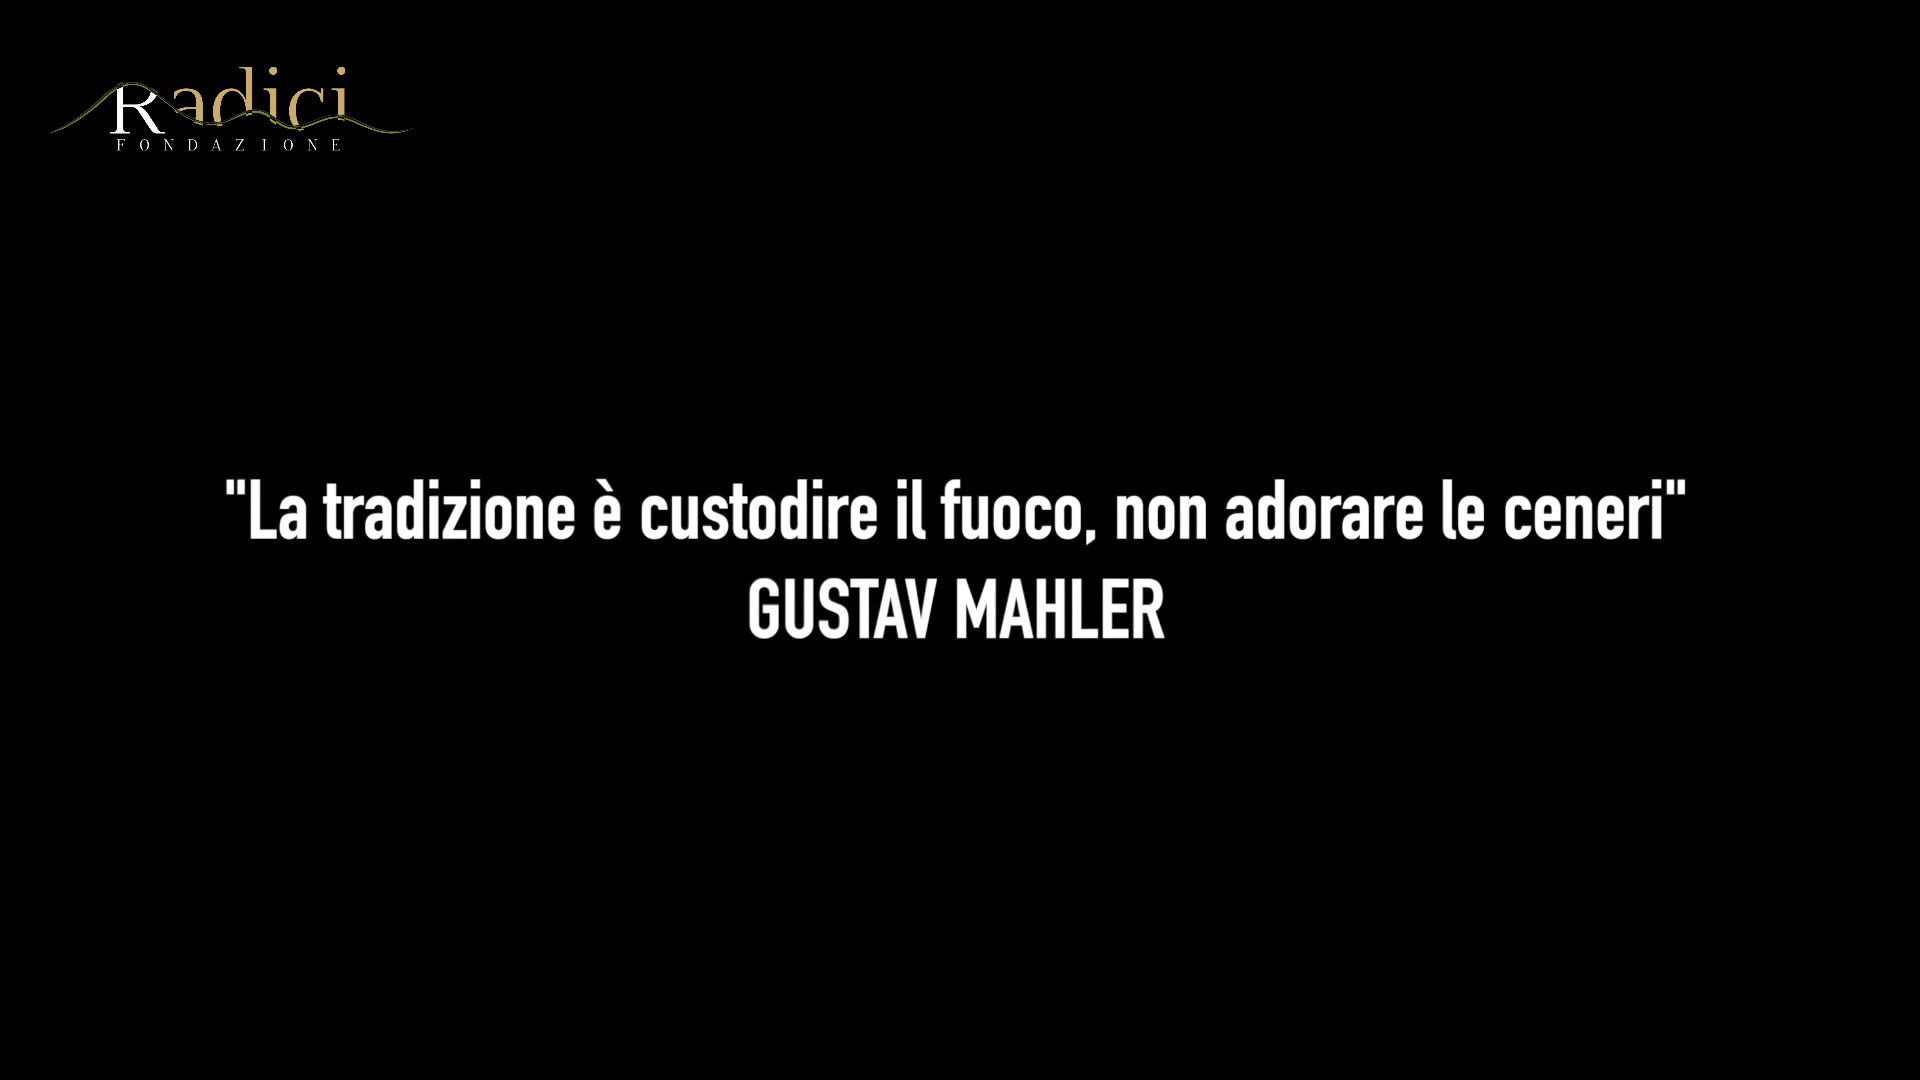 Radici
FONDAZIONE
"La tradizione è custodire il fuoco, non adorare le ceneri"
GUSTAV MAHLER